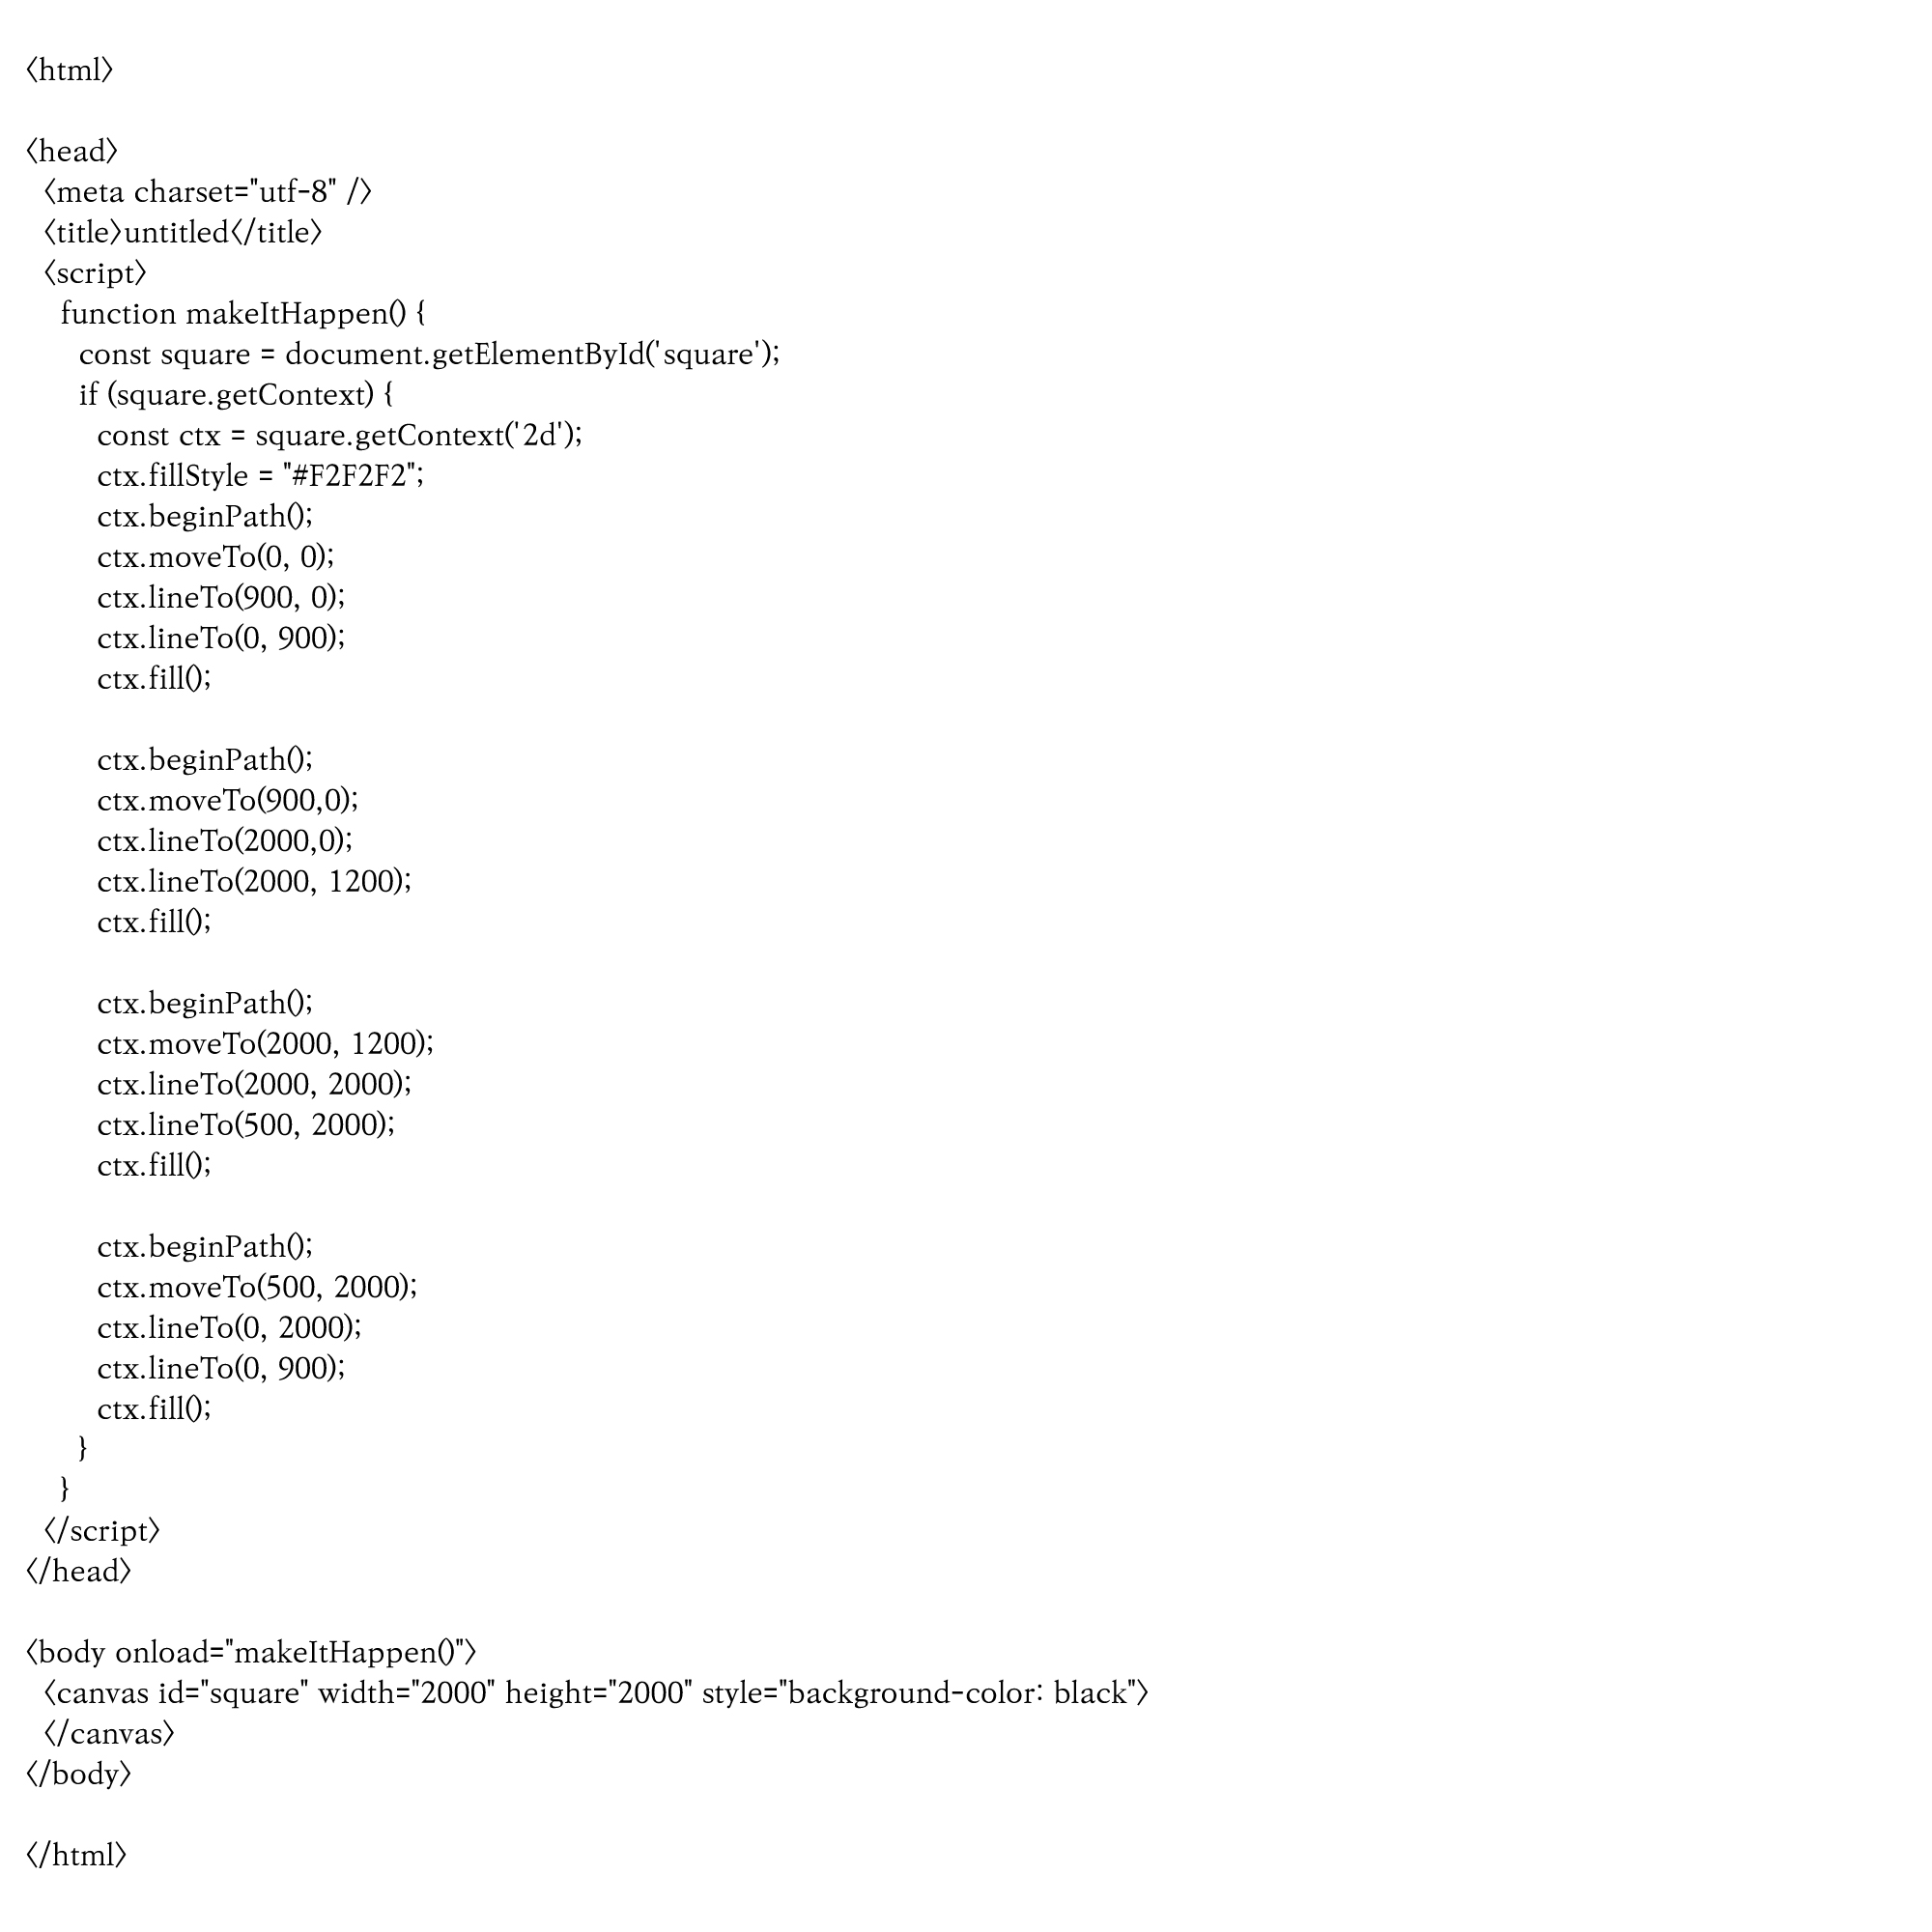 〈html〉

〈head〉
  〈meta charset="utf-8" /〉
  〈title〉untitled〈/title〉
  〈script〉
    function makeItHappen() {
      const square = document.getElementById('square');
      if (square.getContext) {
        const ctx = square.getContext('2d');
        ctx.fillStyle = "#F2F2F2";
        ctx.beginPath();
        ctx.moveTo(0, 0);
        ctx.lineTo(900, 0);
        ctx.lineTo(0, 900);
        ctx.fill();

        ctx.beginPath();
        ctx.moveTo(900,0);
        ctx.lineTo(2000,0);
        ctx.lineTo(2000, 1200);
        ctx.fill();

        ctx.beginPath();
        ctx.moveTo(2000, 1200);
        ctx.lineTo(2000, 2000);
        ctx.lineTo(500, 2000);
        ctx.fill();

        ctx.beginPath();
        ctx.moveTo(500, 2000);
        ctx.lineTo(0, 2000);
        ctx.lineTo(0, 900);
        ctx.fill();
      }
    }
  〈/script〉
〈/head〉

〈body onload="makeItHappen()"〉
  〈canvas id="square" width="2000" height="2000" style="background-color: black"〉
  〈/canvas〉
〈/body〉

〈/html〉